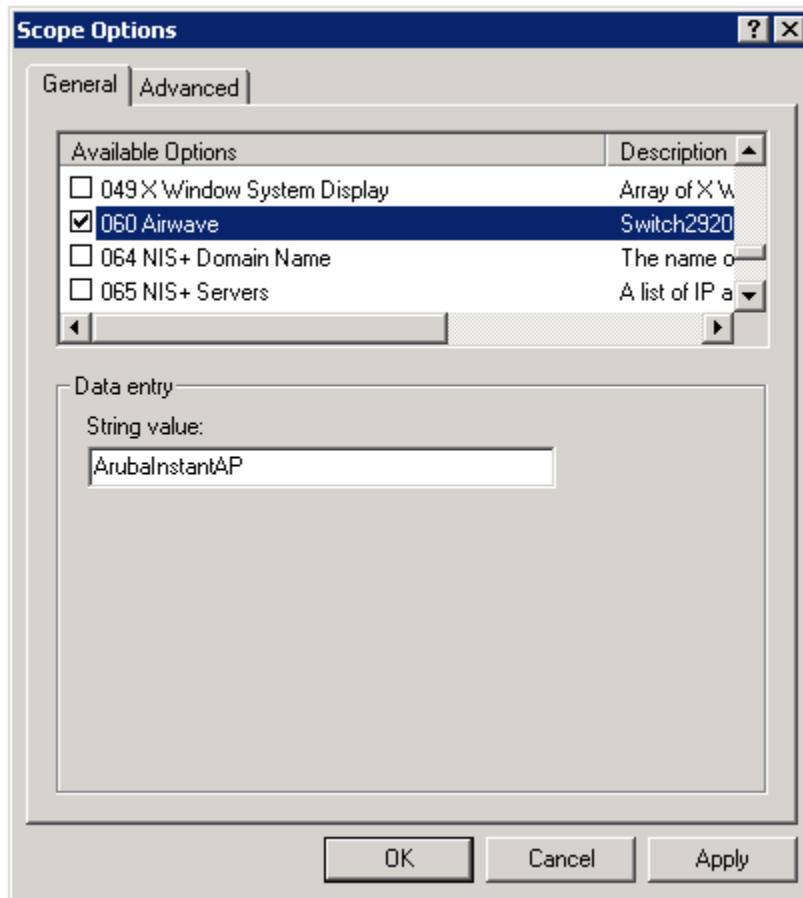 Scope Options
General Advanced
Available Options Description
049 X Window System Display Array of X W
060 Airwave Switch2920
064 NIS+ Domain Name The name o
065 NIS+ Servers A list of IP a
Data entry
String value:
ArubaInstantAP
OK Cancel Apply